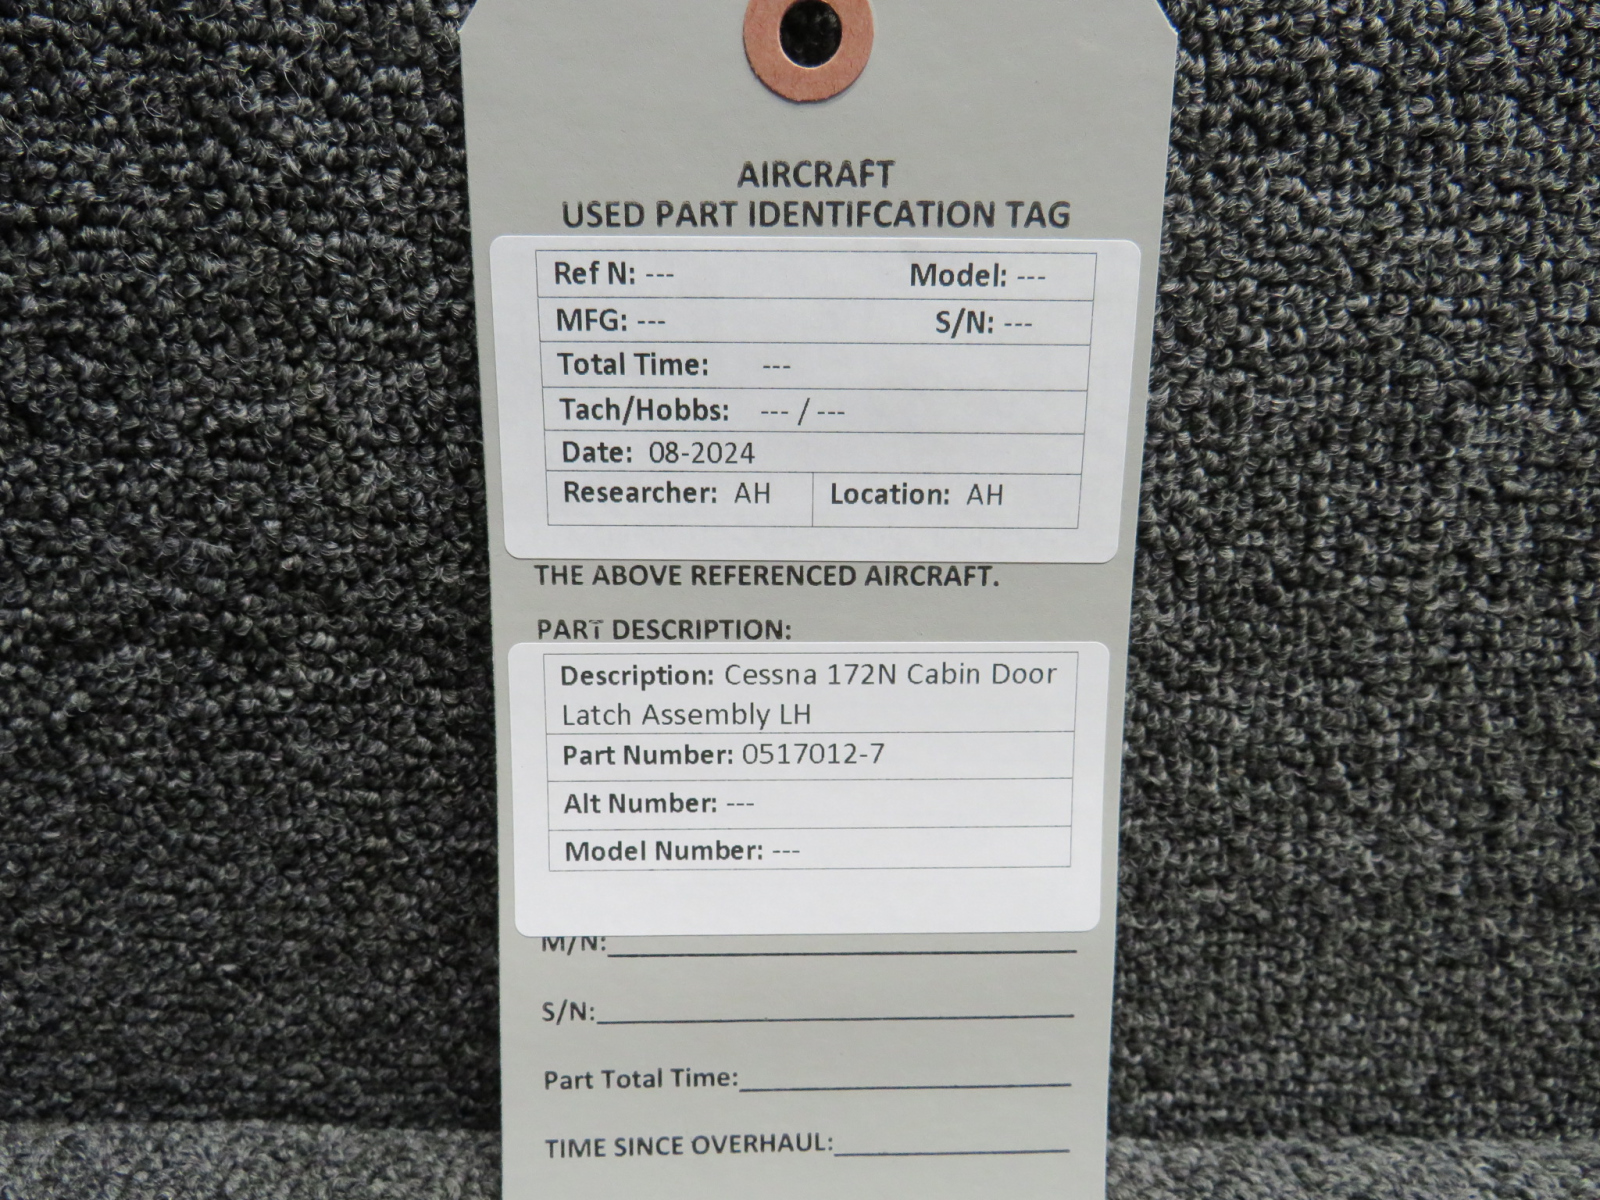 AIRCRAFT
USED PART IDENTIFCATION TAG
Ref N: --- Model: ---
MFG: --- S/N: ---
Total Time: ---
Tach/Hobbs: --- / ---
Date: 08-2024
Researcher: AH Location: AH
THE ABOVE REFERENCED AIRCRAFT.
PART DESCRIPTION:
Description: Cessna 172N Cabin Door
Latch Assembly LH
Part Number: 0517012-7
Alt Number: ---
Model Number: ---
M/N:
S/N:
Part Total Time:
TIME SINCE OVERHAUL: